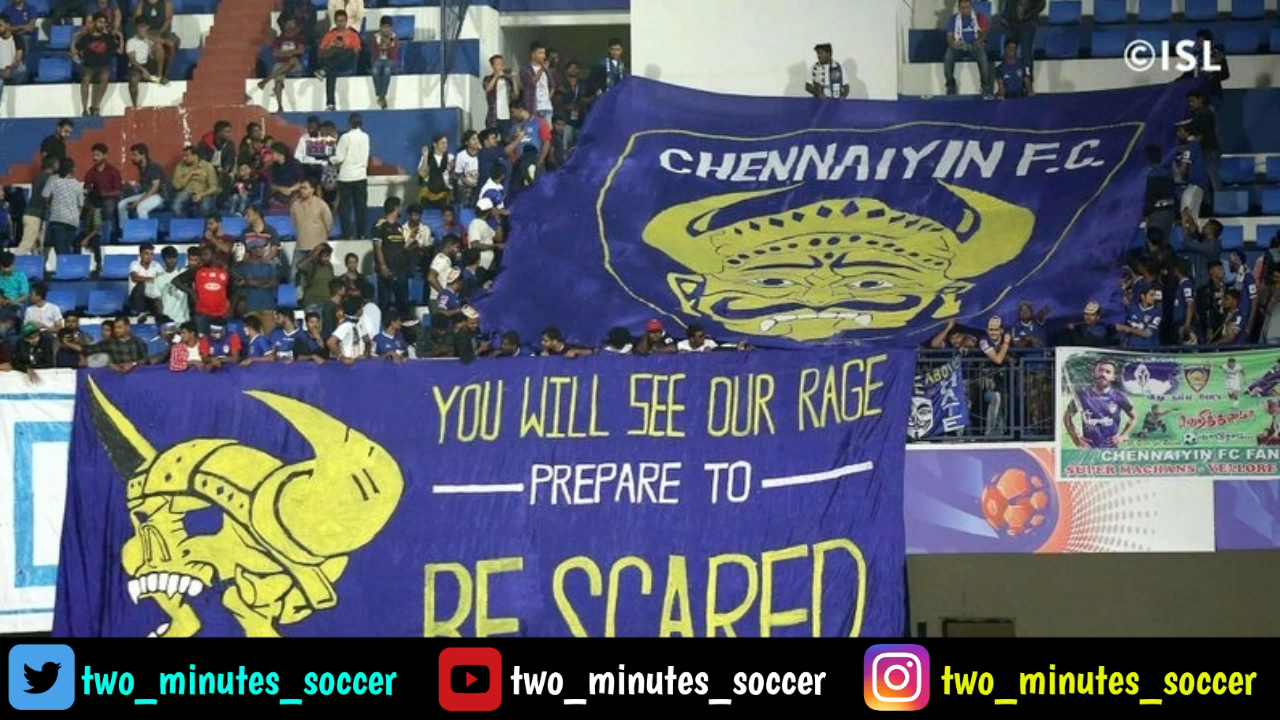 ©ISL
CHENNAIYIN F.C.
YOU WILL SEE OUR RAGE
PREPARE TO
BE SCARED
ABOVE
CHENNAIYIN FC FAN
SUPER MACHANS - VELLORE
two_minutes_soccer
two_minutes_soccer
two_minutes_soccer